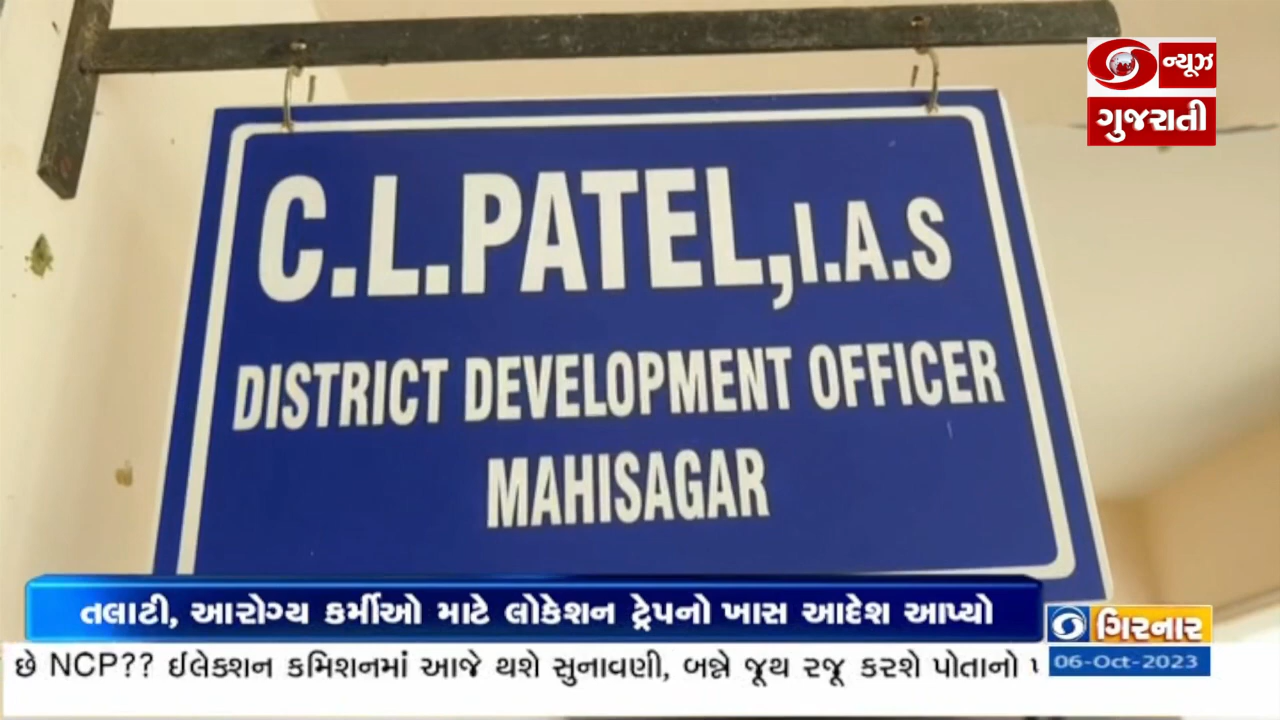 ન્યૂઝ
ગુજરાતી
C.L.PATEL,I.A.S
DISTRICT DEVELOPMENT OFFICER
MAHISAGAR
તલાટી, આરોગ્ય કર્મીઓ માટે લોકેશન ટ્રેપનો ખાસ આદેશ આપ્યો
ગિરનાર
છે NCP?? ઈલેક્શન કમિશનમાં આજે થશે સુનાવણી, બન્ને જૂથ રજૂ કરશે પોતાનો
06-Oct-2023